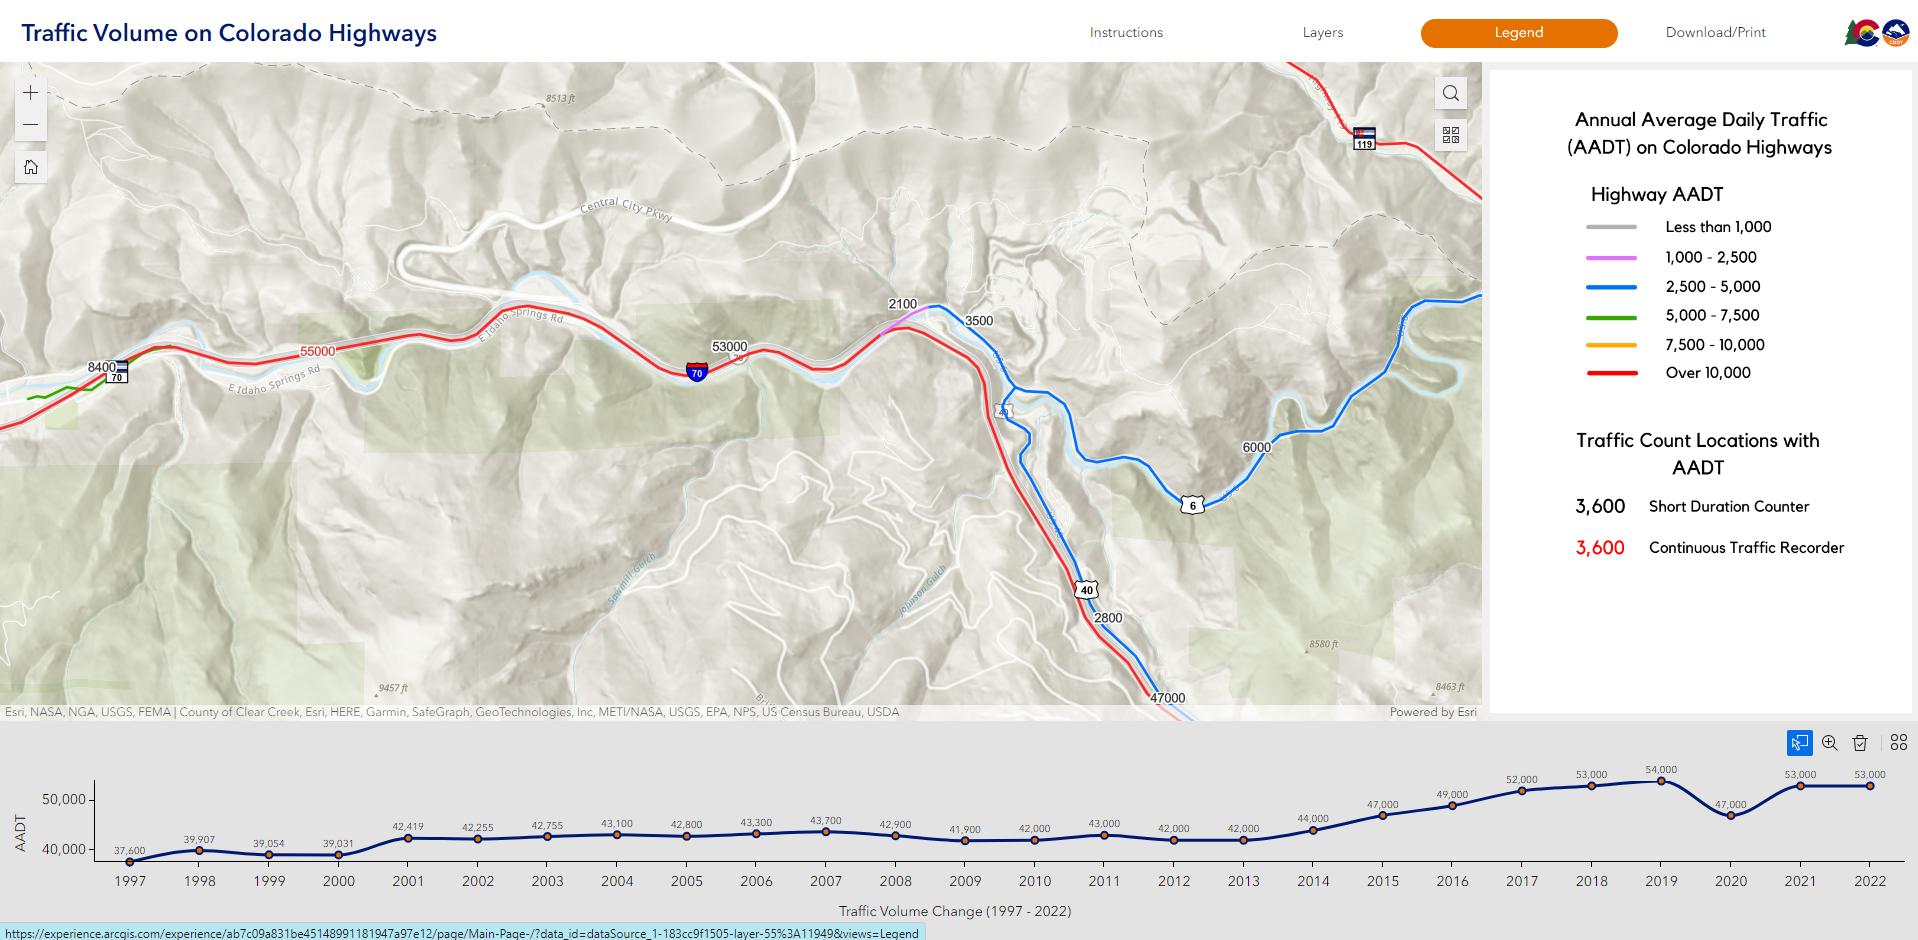 Traffic Volume on Colorado Highways
Instructions
Layers
Legend
Download/Print
CDOT
8513 ft
Central City Pkwy
119
E Idaho Springs Rd
2100
3500
8400
70
55000
E Idaho Springs Rd
53000
70
70
40
6000
US 6
6
US 6
Sawmill Gulch
Johnson Gulch
40
2800
8580 ft
9457 ft
8463 ft
47000
Esri, NASA, NGA, USGS, FEMA | County of Clear Creek, Esri, HERE, Garmin, SafeGraph, GeoTechnologies, Inc, METI/NASA, USGS, EPA, NPS, US Census Bureau, USDA
Powered by Esri
Annual Average Daily Traffic
(AADT) on Colorado Highways
Highway AADT
Less than 1,000
1,000 - 2,500
2,500 - 5,000
5,000 - 7,500
7,500 - 10,000
Over 10,000
Traffic Count Locations with
AADT
3,600 Short Duration Counter
3,600 Continuous Traffic Recorder
AADT
50,000
40,000
37,600
39,907
39,054
39,031
42,419
42,255
42,755
43,100
42,800
43,300
43,700
42,900
41,900
42,000
43,000
42,000
42,000
44,000
47,000
49,000
52,000
53,000
54,000
47,000
53,000
53,000
1997 1998 1999 2000 2001 2002 2003 2004 2005 2006 2007 2008 2009 2010 2011 2012 2013 2014 2015 2016 2017 2018 2019 2020 2021 2022
Traffic Volume Change (1997 - 2022)
https://experience.arcgis.com/experience/ab7c09a831be45148991181947a97e12/page/Main-Page-/?data_id=dataSource_1-183cc9f1505-layer-55%3A11949&views=Legend